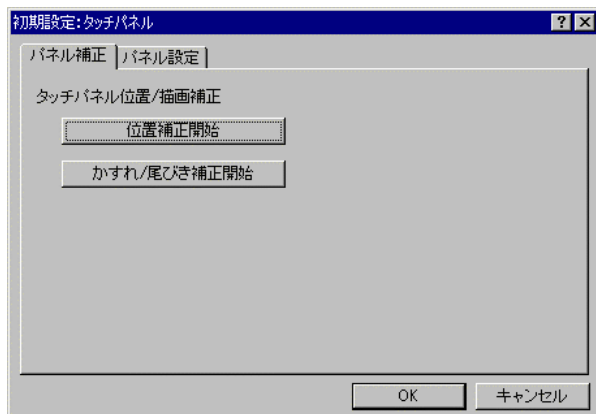 初期設定:タッチパネル
パネル補正 パネル設定
タッチパネル位置/描画補正
位置補正開始
かすれ/尾びき補正開始
OK キャンセル